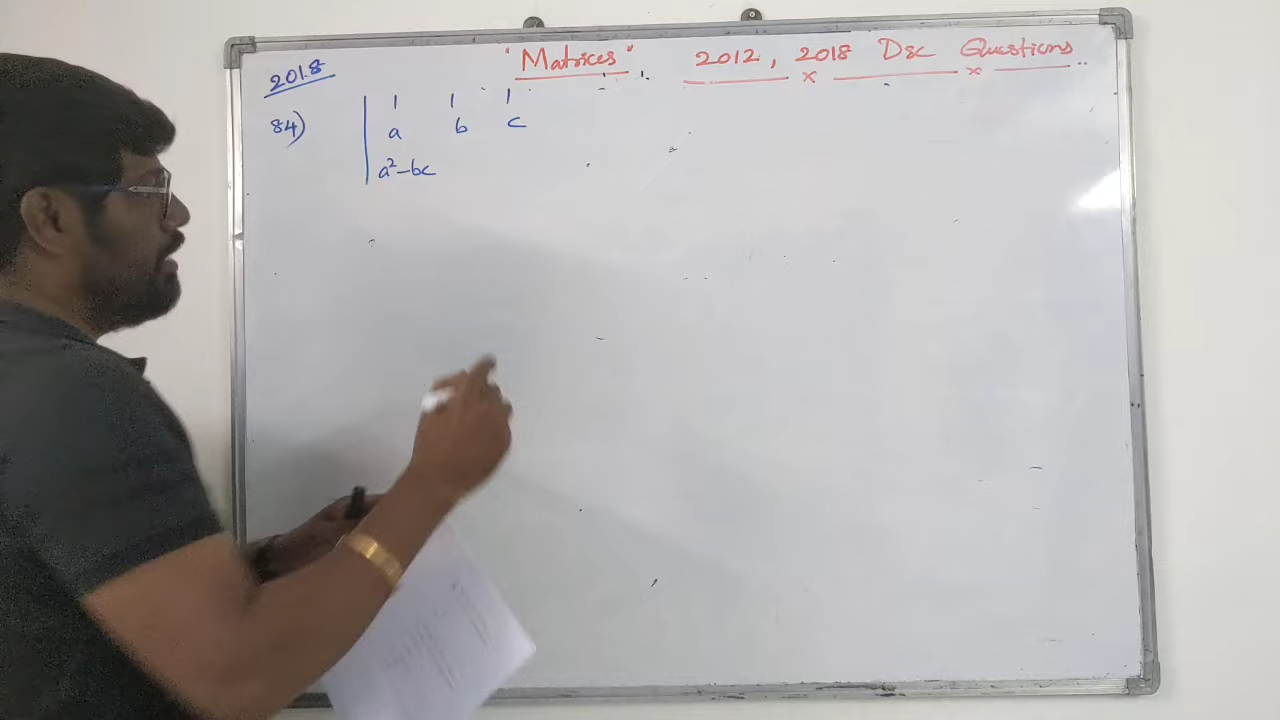 "Matrices" 2012, 2018 Dsc Questions
2018
84) | 1 1 1
a b c
a²-bc